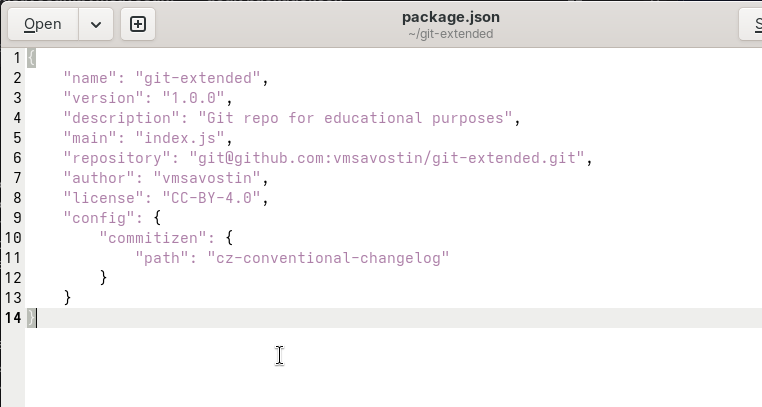 Open
package.json
~/git-extended
S
1 {
2     "name": "git-extended",
3     "version": "1.0.0",
4     "description": "Git repo for educational purposes",
5     "main": "index.js",
6     "repository": "git@github.com:vmsavostin/git-extended.git",
7     "author": "vmsavostin",
8     "license": "CC-BY-4.0",
9     "config": {
10         "commitizen": {
11             "path": "cz-conventional-changelog"
12         }
13     }
14 }